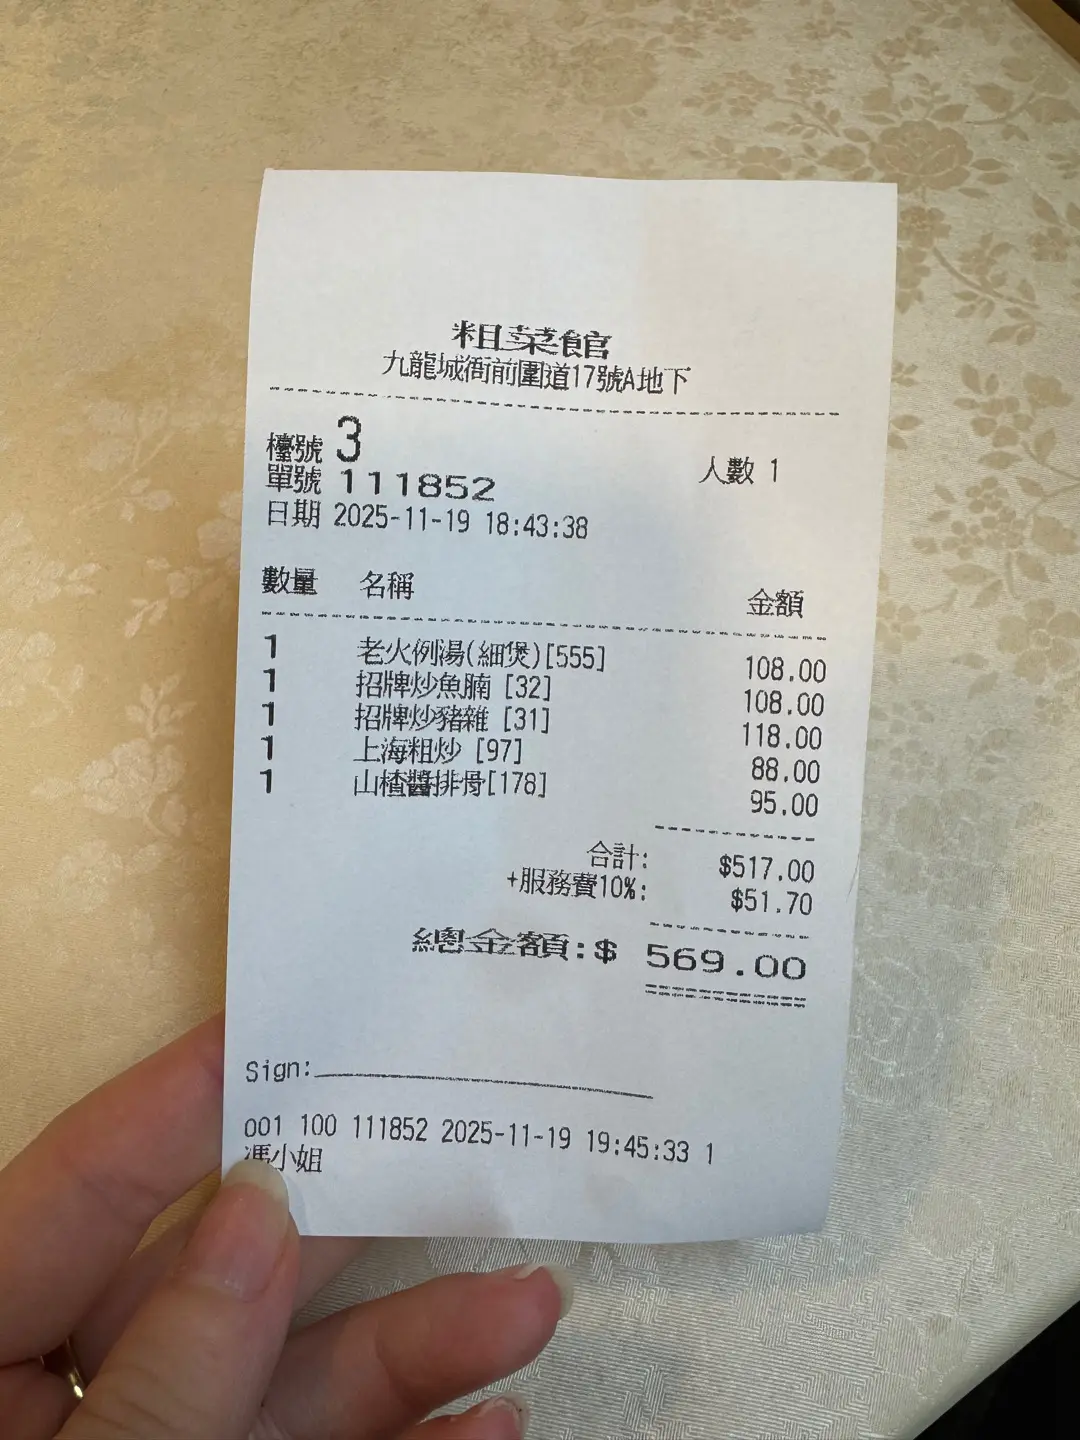 粗菜館
九龍城衙前圍道17號A地下
檯號 3
人數 1
單號 111852
日期 2025-11-19 18:43:38
數量 名稱 金額
1 老火例湯(細煲)[555] 108.00
1 招牌炒魚腩 [32] 108.00
1 招牌炒豬雜 [31] 118.00
1 上海粗炒 [97] 88.00
1 山楂醬排骨[178] 95.00
合計: $517.00
+服務費10%: $51.70
總金額:$ 569.00
Sign:
001 100 111852 2025-11-19 19:45:33 1
馮小姐